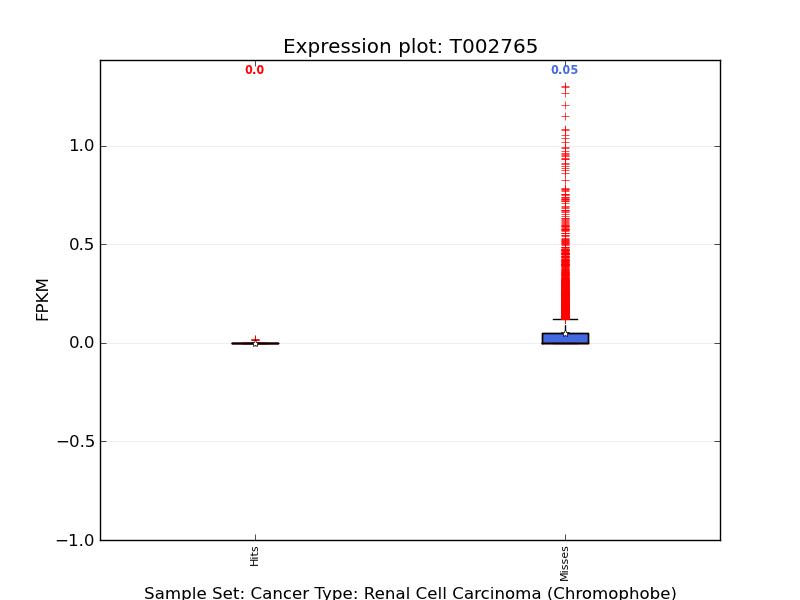 Expression plot: T002765
0.0
0.05
1.0
0.5
0.0
−0.5
−1.0
FPKM
Hits
Misses
Sample Set: Cancer Type: Renal Cell Carcinoma (Chromophobe)